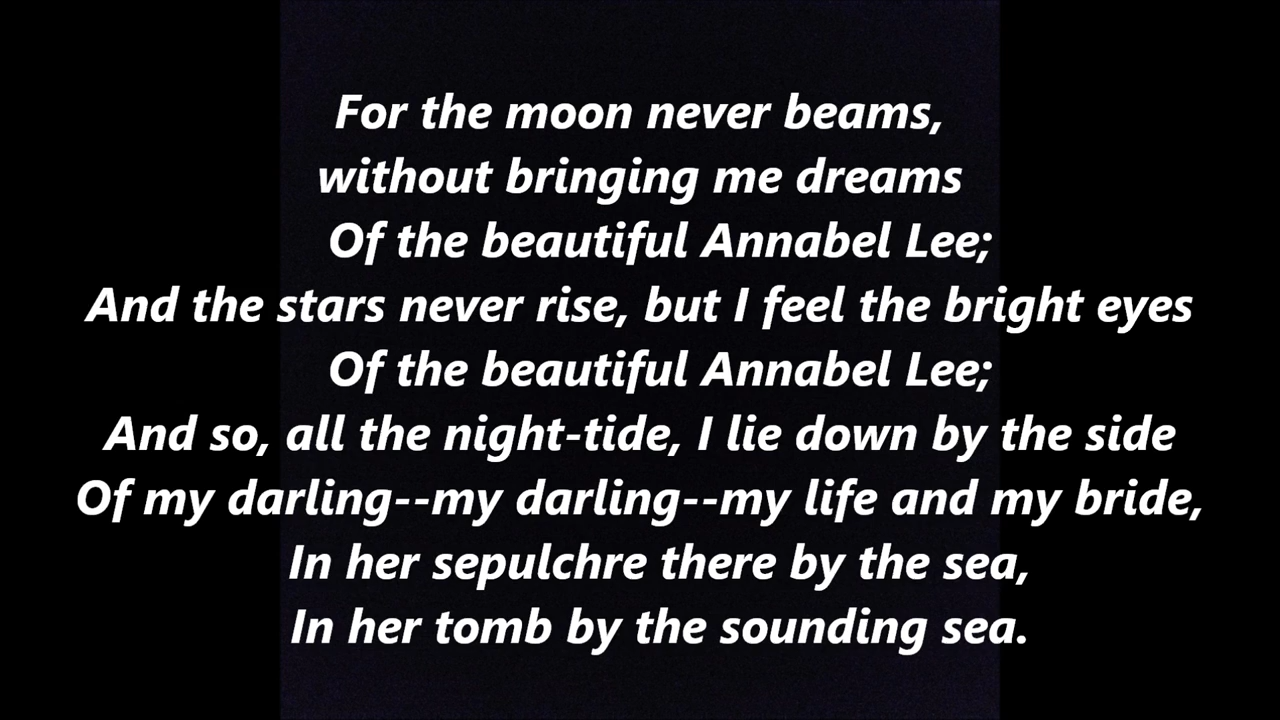 For the moon never beams,
without bringing me dreams
Of the beautiful Annabel Lee;
And the stars never rise, but I feel the bright eyes
Of the beautiful Annabel Lee;
And so, all the night-tide, I lie down by the side
Of my darling--my darling--my life and my bride,
In her sepulchre there by the sea,
In her tomb by the sounding sea.